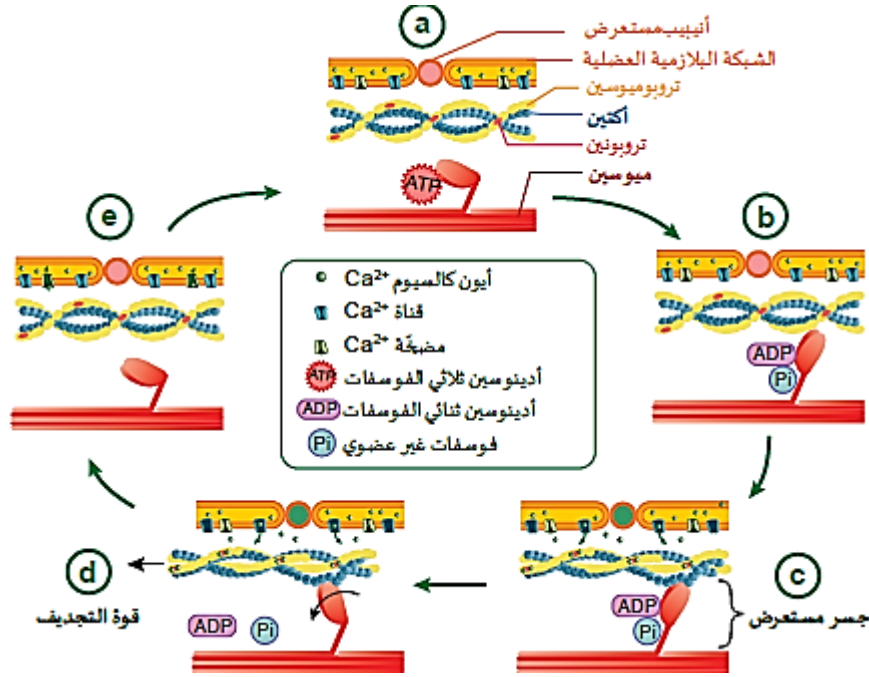 a
أنيبيب مستعرض
الشبكة البلازمية العضلية
تروبوميوسين
أكتين
تروبونين
ميوسين
ATP
b
ADP
Pi
e
أيون كالسيوم Ca²⁺
قناة Ca²⁺
مضخّة Ca²⁺
ATP أدينوسين ثلاثي الفوسفات
ADP أدينوسين ثنائي الفوسفات
Pi فوسفات غير عضوي
c
جسر مستعرض
ADP
Pi
d
قوة التجديف
ADP
Pi